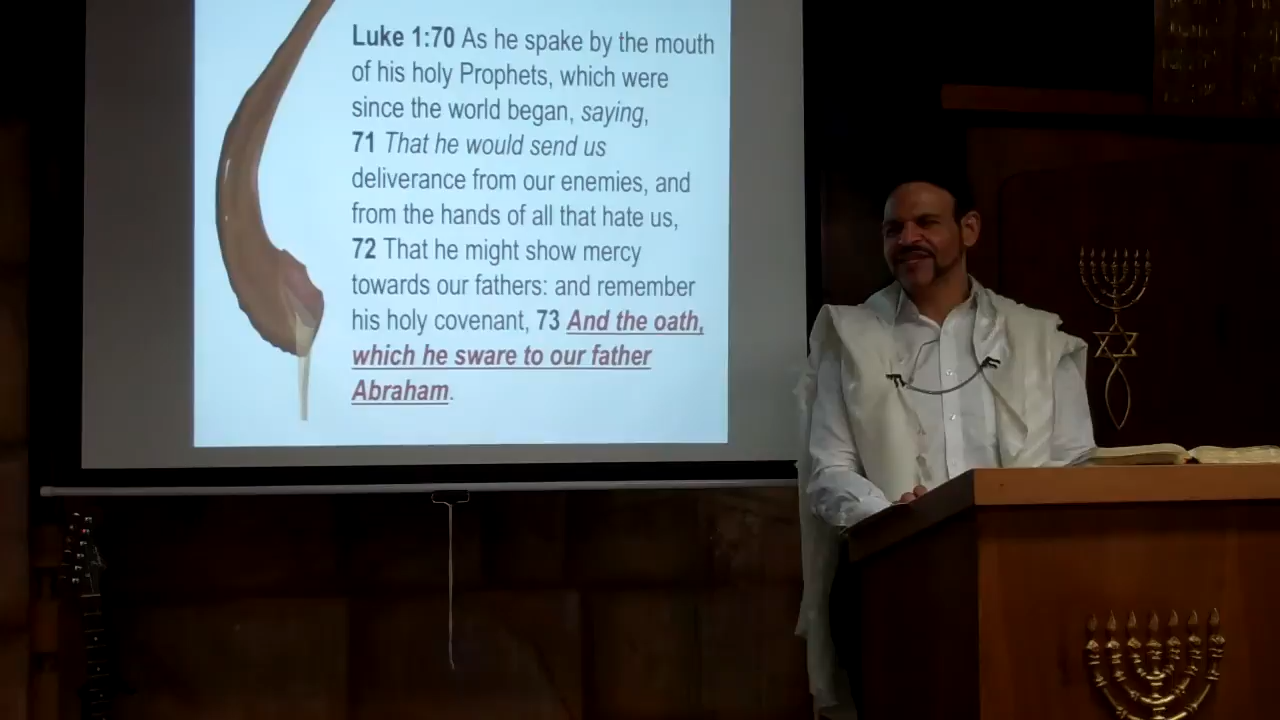 Luke 1:70 As he spake by the mouth
of his holy Prophets, which were
since the world began, saying,
71 That he would send us
deliverance from our enemies, and
from the hands of all that hate us,
72 That he might show mercy
towards our fathers: and remember
his holy covenant, 73 And the oath,
which he sware to our father
Abraham.